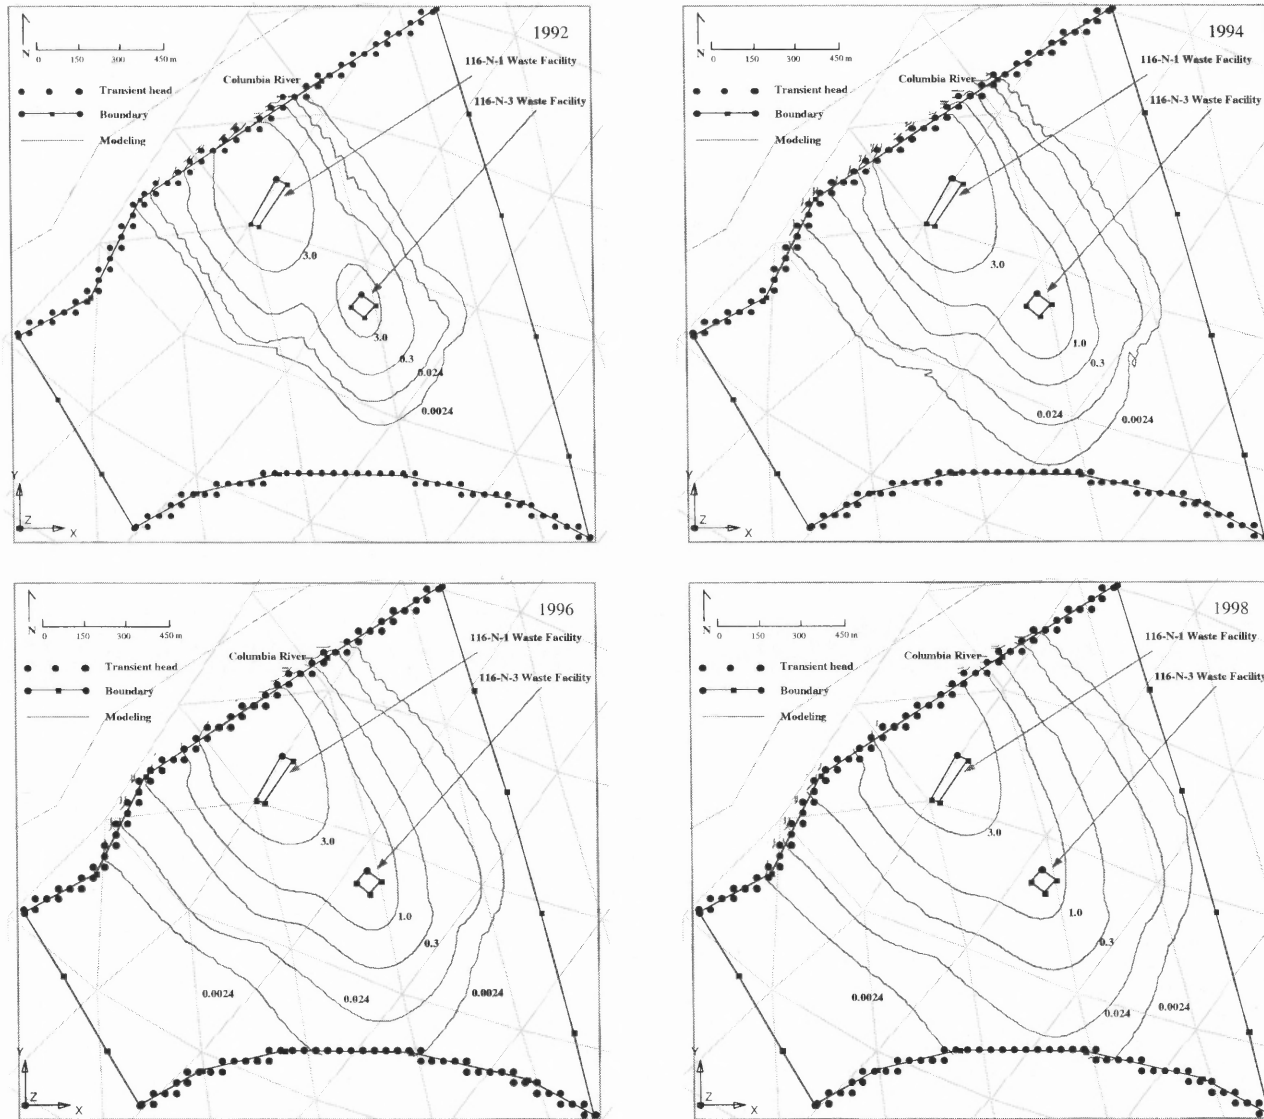 1992
N
0 150 300 450 m
116-N-1 Waste Facility
Columbia River
Transient head
116-N-3 Waste Facility
Boundary
Modeling
3.0
3.0
0.3
0.024
0.0024
Y
Z
X
1994
N
0 150 300 450 m
116-N-1 Waste Facility
Columbia River
Transient head
116-N-3 Waste Facility
Boundary
Modeling
3.0
1.0
0.3
0.024
0.0024
Y
Z
X
1996
N
0 150 300 450 m
116-N-1 Waste Facility
Columbia River
Transient head
116-N-3 Waste Facility
Boundary
Modeling
3.0
1.0
0.3
0.0024
0.024
0.0024
Y
Z
X
1998
N
0 150 300 450 m
116-N-1 Waste Facility
Columbia River
Transient head
116-N-3 Waste Facility
Boundary
Modeling
3.0
1.0
0.3
0.0024
0.024
0.0024
Y
Z
X